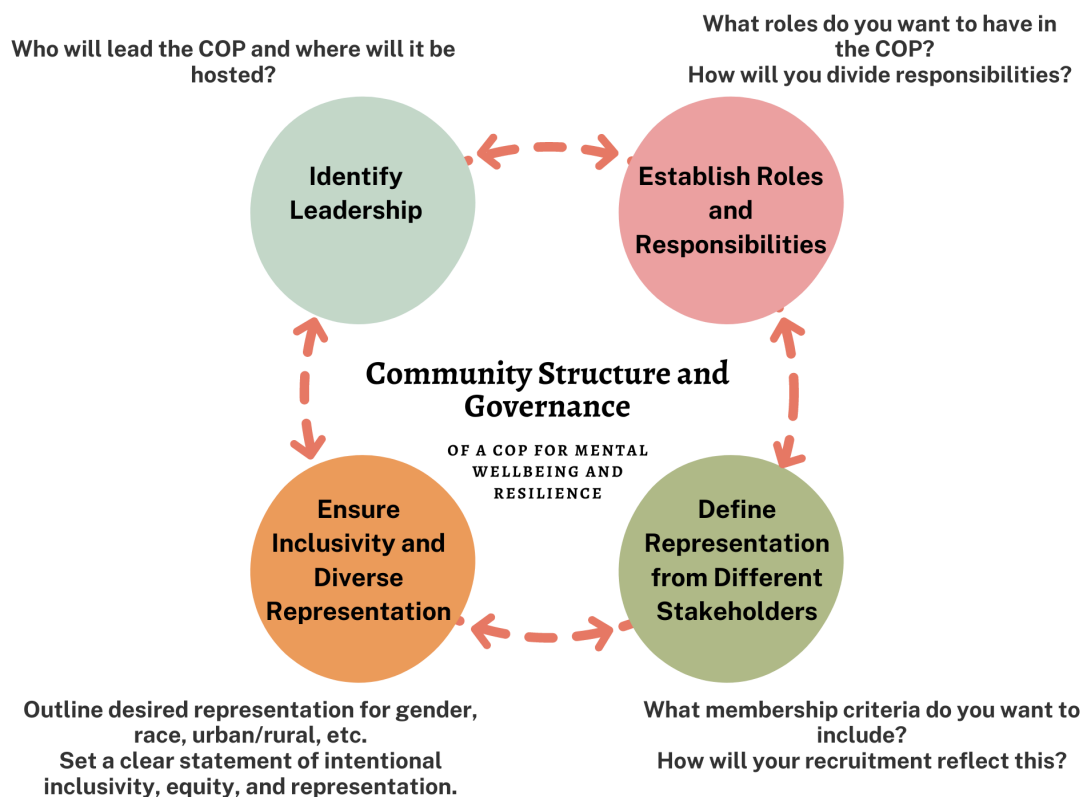 Who will lead the COP and where will it be
hosted?
What roles do you want to have in
the COP?
How will you divide responsibilities?
Identify
Leadership
Establish Roles
and
Responsibilities
Community Structure and
Governance
OF A COP FOR MENTAL
WELLBEING AND
RESILIENCE
Ensure
Inclusivity and
Diverse
Representation
Define
Representation
from Different
Stakeholders
Outline desired representation for gender,
race, urban/rural, etc.
Set a clear statement of intentional
inclusivity, equity, and representation.
What membership criteria do you want to
include?
How will your recruitment reflect this?